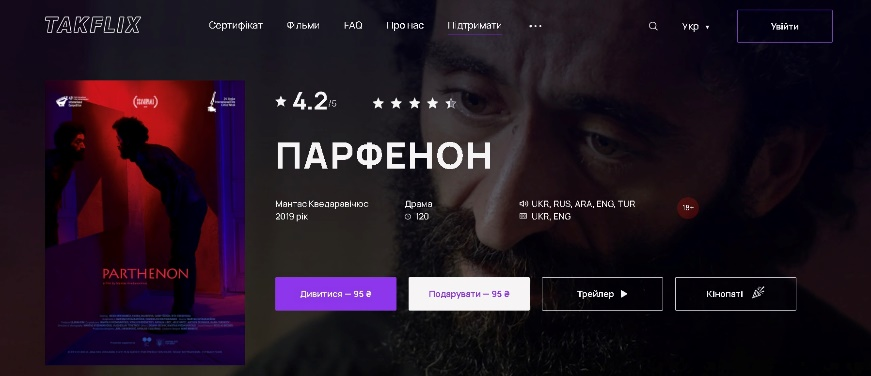 TAKFLIX
Сертифікат Фільми FAQ Про нас Підтримати ••• Укр ▾ Увійти
4.2/5
ПАРФЕНОН
Мантас Кведаравічюс Драма UKR, RUS, ARA, ENG, TUR 18+
2019 рік 120 UKR, ENG
PARTHENON
Дивитися — 95 ₴ Подарувати — 95 ₴ Трейлер Кінопаті